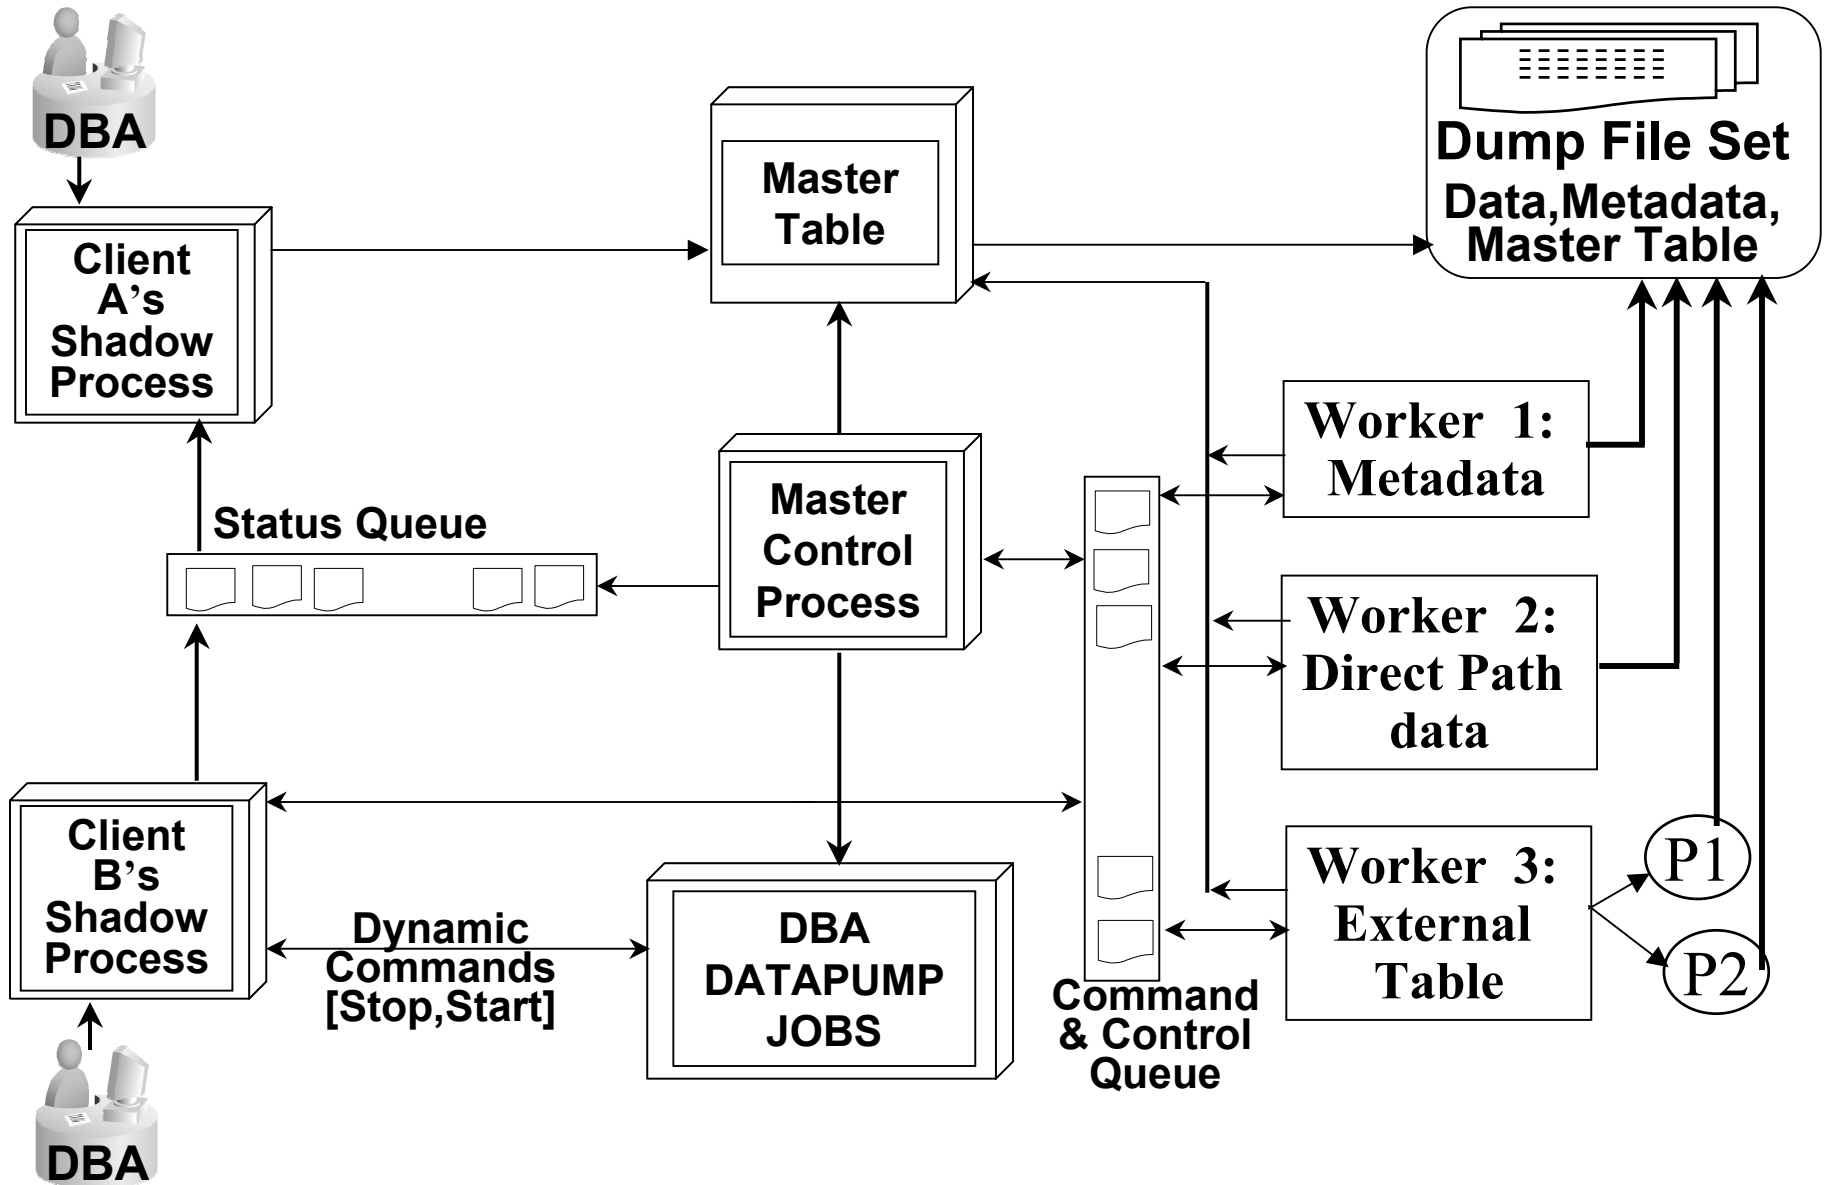 DBA
Client
A's
Shadow
Process
Master
Table
Dump File Set
Data,Metadata,
Master Table
Status Queue
Master
Control
Process
Worker 1:
Metadata
Worker 2:
Direct Path
data
Client
B's
Shadow
Process
Dynamic
Commands
[Stop,Start]
DBA
DATAPUMP
JOBS
Command
& Control
Queue
Worker 3:
External
Table
P1
P2
DBA